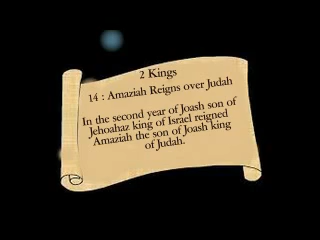 2 Kings
14 : Amaziah Reigns over Judah
In the second year of Joash son of
Jehoahaz king of Israel reigned
Amaziah the son of Joash king
of Judah.